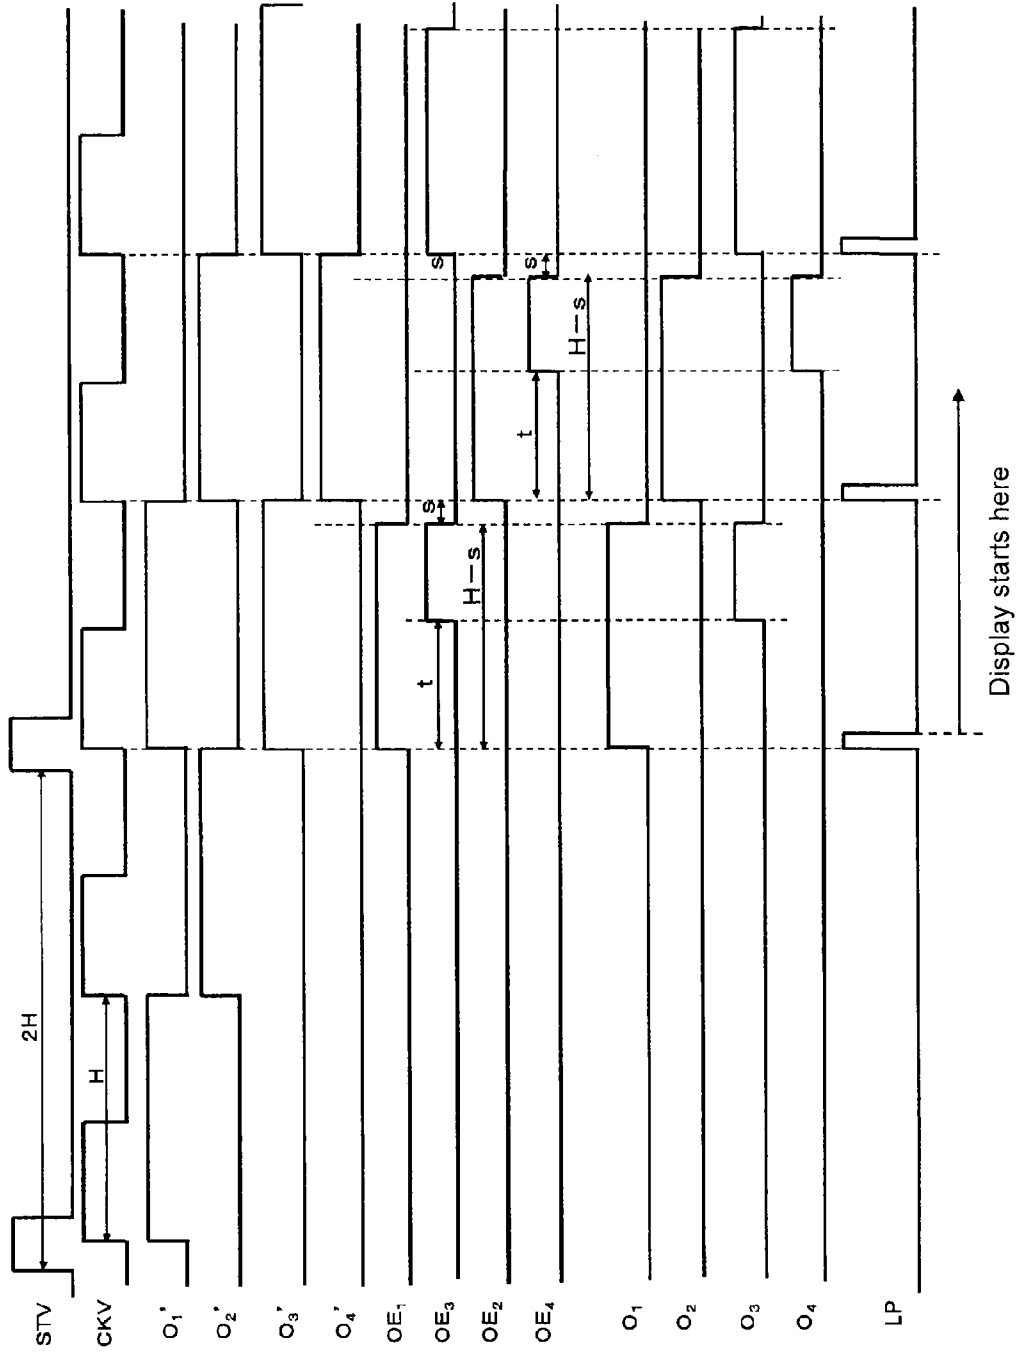 STV
CKV
O₁'
O₂'
O₃'
O₄'
OE₁
OE₃
OE₂
OE₄
O₁
O₂
O₃
O₄
LP
2H
H
t
H－s
s
t
H－s
s
s
Display starts here